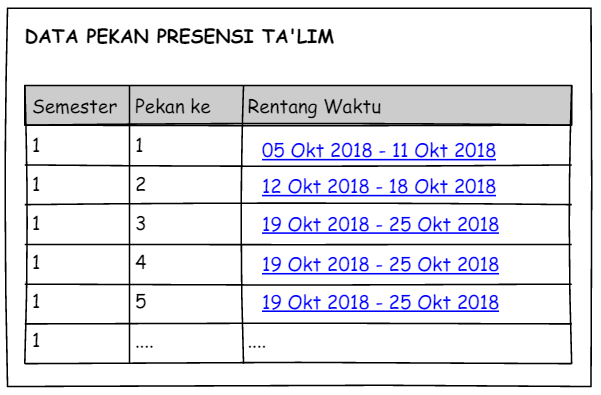 DATA PEKAN PRESENSI TA'LIM
Semester Pekan ke Rentang Waktu
1 1 05 Okt 2018 - 11 Okt 2018
1 2 12 Okt 2018 - 18 Okt 2018
1 3 19 Okt 2018 - 25 Okt 2018
1 4 19 Okt 2018 - 25 Okt 2018
1 5 19 Okt 2018 - 25 Okt 2018
1 .... ....